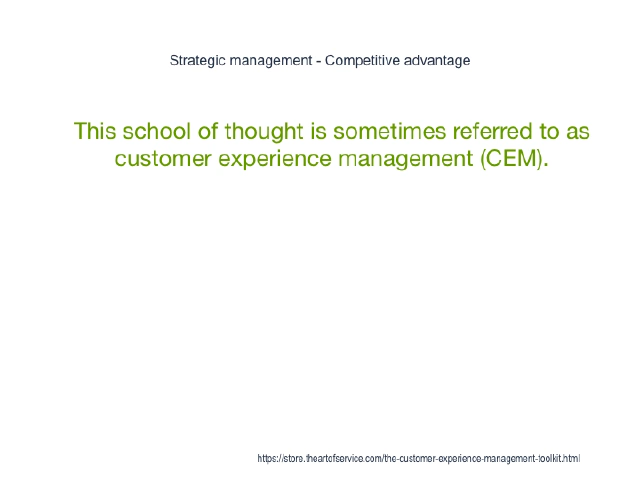 Strategic management - Competitive advantage
This school of thought is sometimes referred to as
customer experience management (CEM).
https://store.theartofservice.com/the-customer-experience-management-toolkit.html